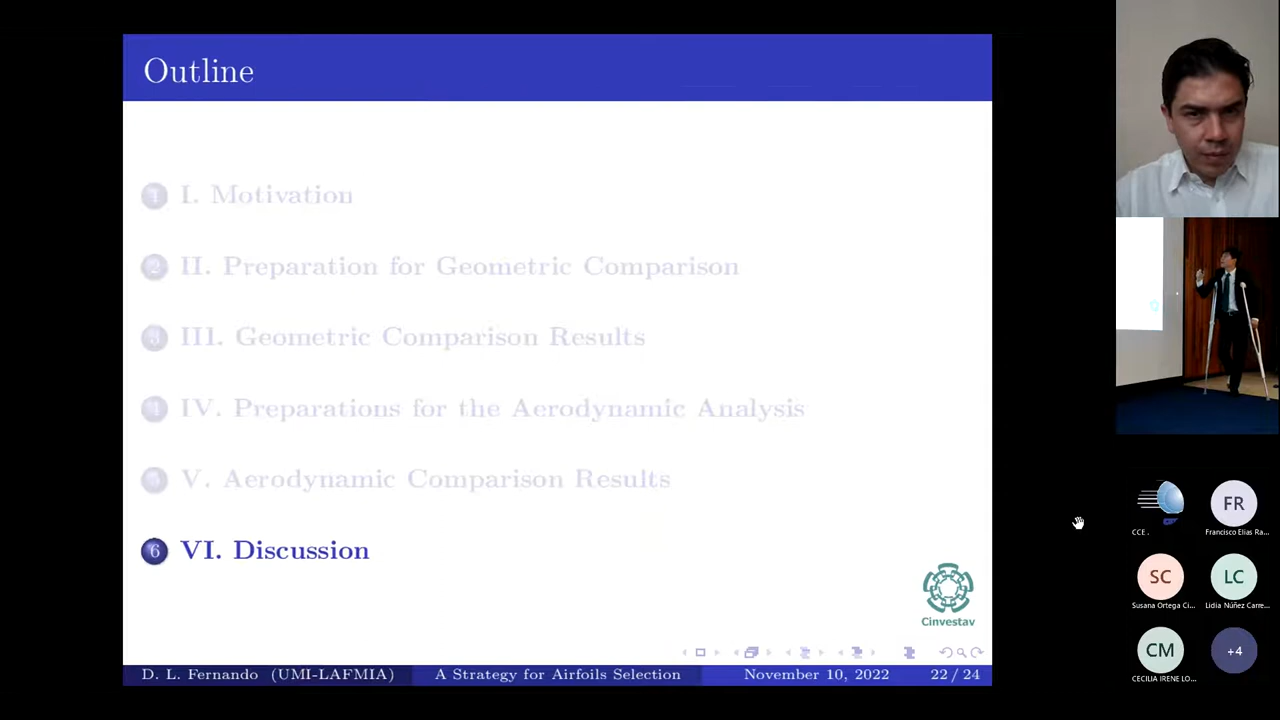 Outline
1 I. Motivation
2 II. Preparation for Geometric Comparison
3 III. Geometric Comparison Results
4 IV. Preparations for the Aerodynamic Analysis
5 V. Aerodynamic Comparison Results
6 VI. Discussion
Cinvestav
D. L. Fernando (UMI-LAFMIA) A Strategy for Airfoils Selection November 10, 2022 22 / 24
CCE .
FR
Francisco Elias Ra...
SC
Susana Ortega Ci...
LC
Lidia Núñez Carre...
CM
CECILIA IRENE LO...
+4